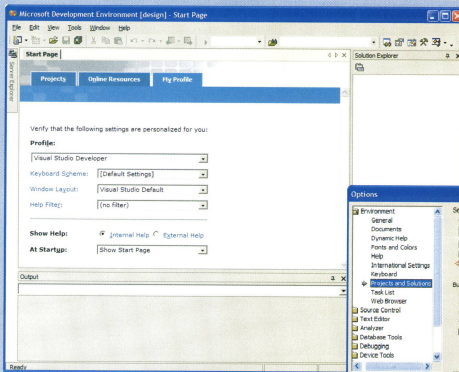 Microsoft Development Environment [design] - Start Page
File Edit View Tools Window Help
Start Page
Solution Explorer
Server Explorer
Projects Online Resources My Profile
Verify that the following settings are personalized for you:
Profile:
Visual Studio Developer
Keyboard Scheme: [Default Settings]
Window Layout: Visual Studio Default
Help Filter: (no filter)
Show Help: Internal Help External Help
At Startup: Show Start Page
Output
Ready
Options
Environment
General
Documents
Dynamic Help
Fonts and Colors
Help
International Settings
Keyboard
Projects and Solutions
Task List
Web Browser
Source Control
Text Editor
Analyzer
Database Tools
Debugging
Device Tools
Se
Bu